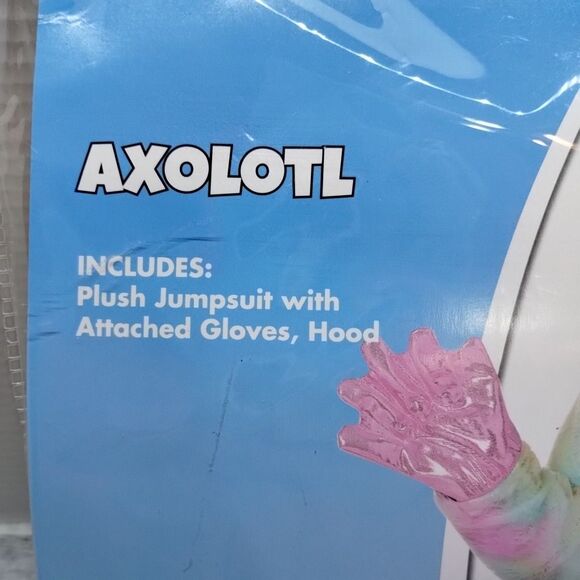 AXOLOTL
INCLUDES:
Plush Jumpsuit with
Attached Gloves, Hood